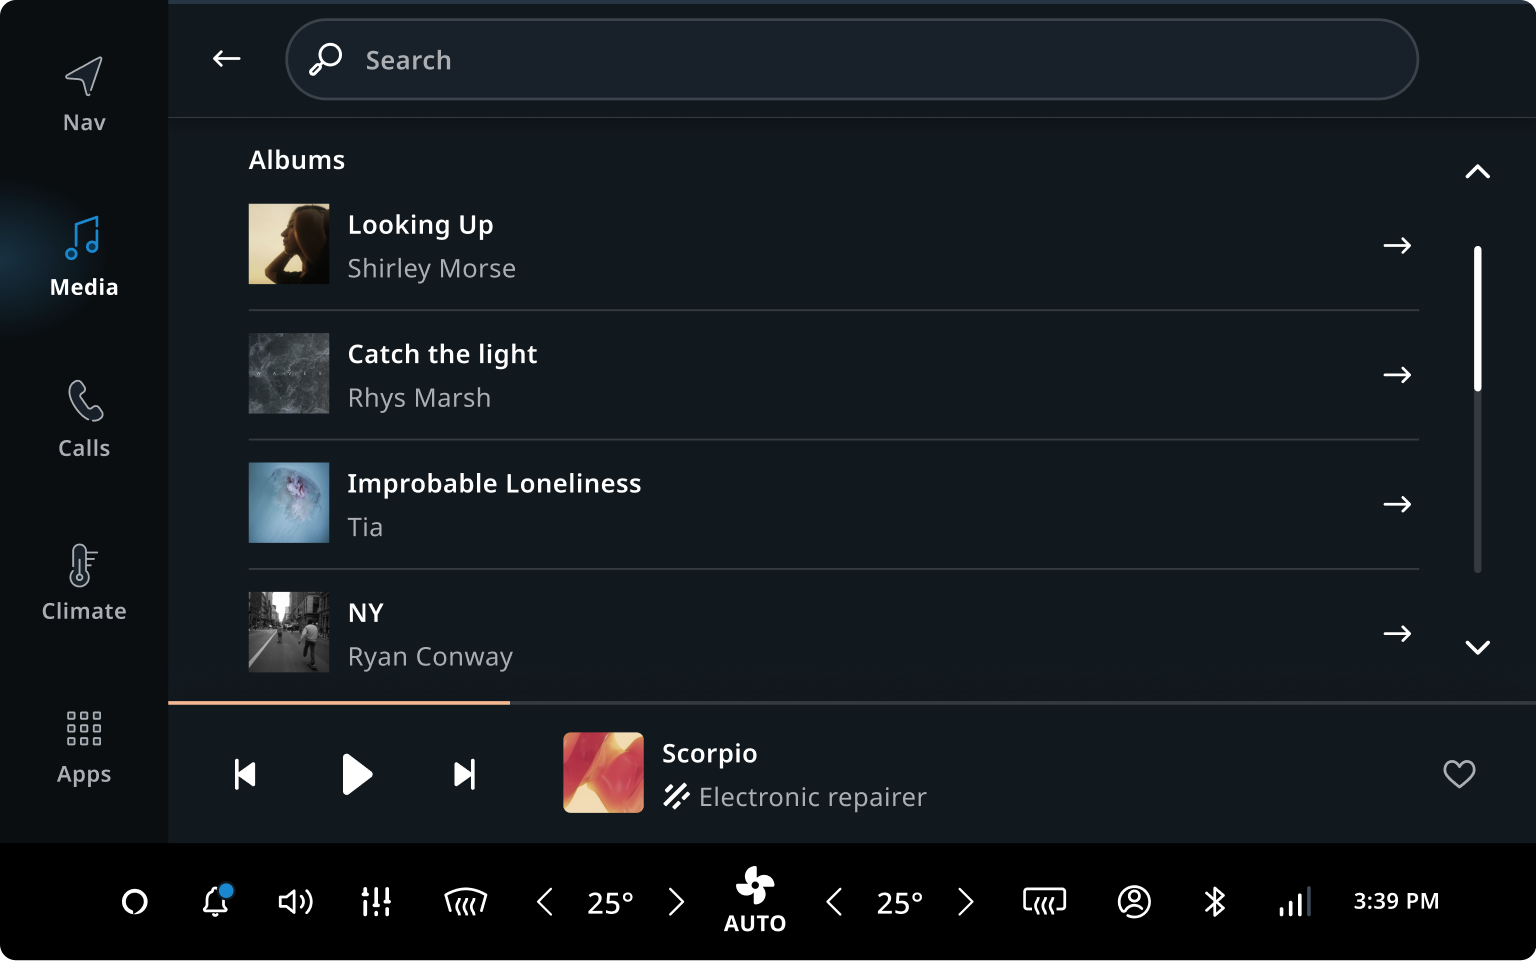 Search
Nav
Media
Calls
Climate
Apps
Albums
Looking Up
Shirley Morse
Catch the light
Rhys Marsh
Improbable Loneliness
Tia
NY
Ryan Conway
Scorpio
Electronic repairer
25°
AUTO
25°
3:39 PM